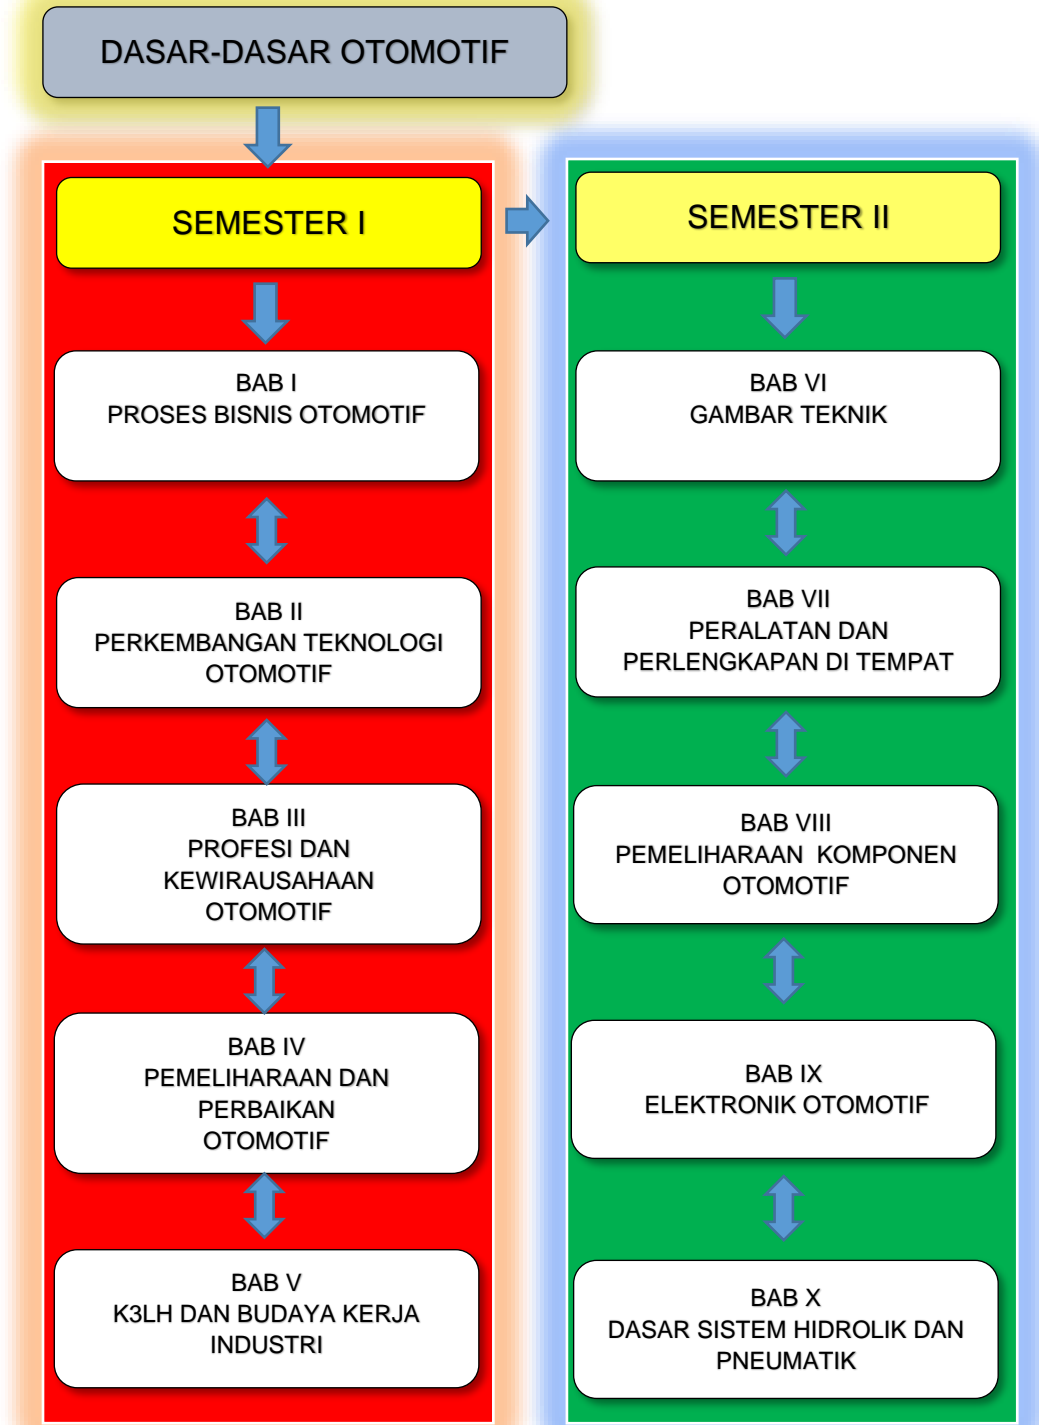 DASAR-DASAR OTOMOTIF
SEMESTER I
BAB I
PROSES BISNIS OTOMOTIF
BAB II
PERKEMBANGAN TEKNOLOGI
OTOMOTIF
BAB III
PROFESI DAN
KEWIRAUSAHAAN
OTOMOTIF
BAB IV
PEMELIHARAAN DAN
PERBAIKAN
OTOMOTIF
BAB V
K3LH DAN BUDAYA KERJA
INDUSTRI
SEMESTER II
BAB VI
GAMBAR TEKNIK
BAB VII
PERALATAN DAN
PERLENGKAPAN DI TEMPAT
BAB VIII
PEMELIHARAAN KOMPONEN
OTOMOTIF
BAB IX
ELEKTRONIK OTOMOTIF
BAB X
DASAR SISTEM HIDROLIK DAN
PNEUMATIK